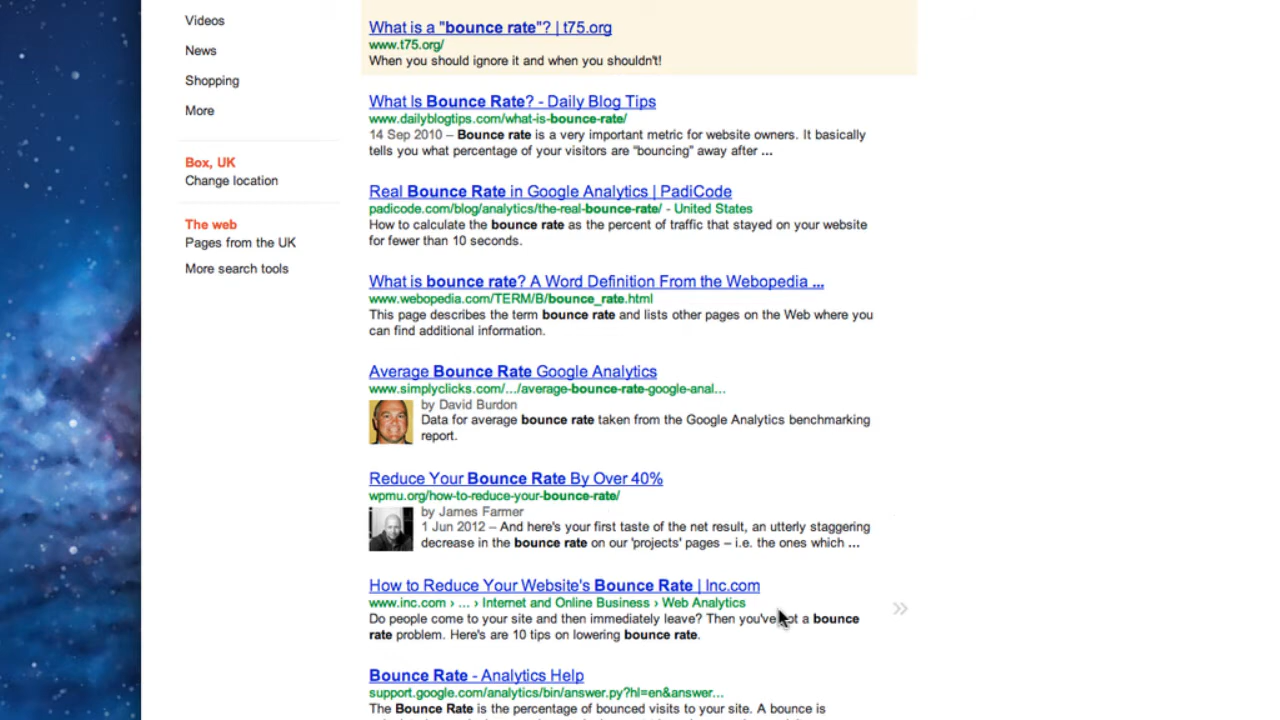 Videos
News
Shopping
More
Box, UK
Change location
The web
Pages from the UK
More search tools
What is a "bounce rate"? | t75.org
www.t75.org/
When you should ignore it and when you shouldn't!
What Is Bounce Rate? - Daily Blog Tips
www.dailyblogtips.com/what-is-bounce-rate/
14 Sep 2010 – Bounce rate is a very important metric for website owners. It basically
tells you what percentage of your visitors are “bouncing” away after ...
Real Bounce Rate in Google Analytics | PadiCode
padicode.com/blog/analytics/the-real-bounce-rate/ - United States
How to calculate the bounce rate as the percent of traffic that stayed on your website
for fewer than 10 seconds.
What is bounce rate? A Word Definition From the Webopedia ...
www.webopedia.com/TERM/B/bounce_rate.html
This page describes the term bounce rate and lists other pages on the Web where you
can find additional information.
Average Bounce Rate Google Analytics
www.simplyclicks.com/.../average-bounce-rate-google-anal...
by David Burdon
Data for average bounce rate taken from the Google Analytics benchmarking
report.
Reduce Your Bounce Rate By Over 40%
wpmu.org/how-to-reduce-your-bounce-rate/
by James Farmer
1 Jun 2012 – And here's your first taste of the net result, an utterly staggering
decrease in the bounce rate on our 'projects' pages – i.e. the ones which ...
How to Reduce Your Website's Bounce Rate | Inc.com
www.inc.com › ... › Internet and Online Business › Web Analytics
Do people come to your site and then immediately leave? Then you've a bounce
rate problem. Here's are 10 tips on lowering bounce rate.
Bounce Rate - Analytics Help
support.google.com/analytics/bin/answer.py?hl=en&answer...
The Bounce Rate is the percentage of bounced visits to your site. A bounce is